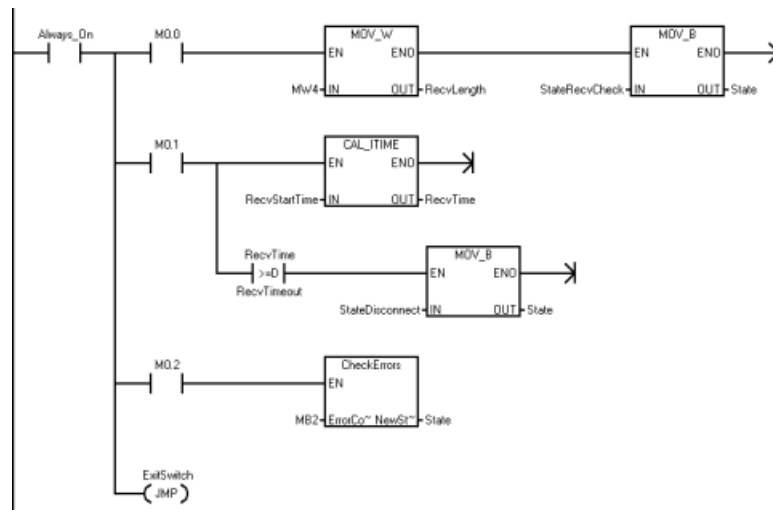 Always_On M0.0 MOV_W MOV_B
EN ENO EN ENO
MW4 IN OUT RecvLength StateRecvCheck IN OUT State
M0.1 CAL_ITIME
EN ENO
RecvStartTime IN OUT RecvTime
RecvTime MOV_B
>=D EN ENO
RecvTimeout
StateDisconnect IN OUT State
M0.2 CheckErrors
EN
MB2 ErrorCo~ NewSt~ State
ExitSwitch
JMP